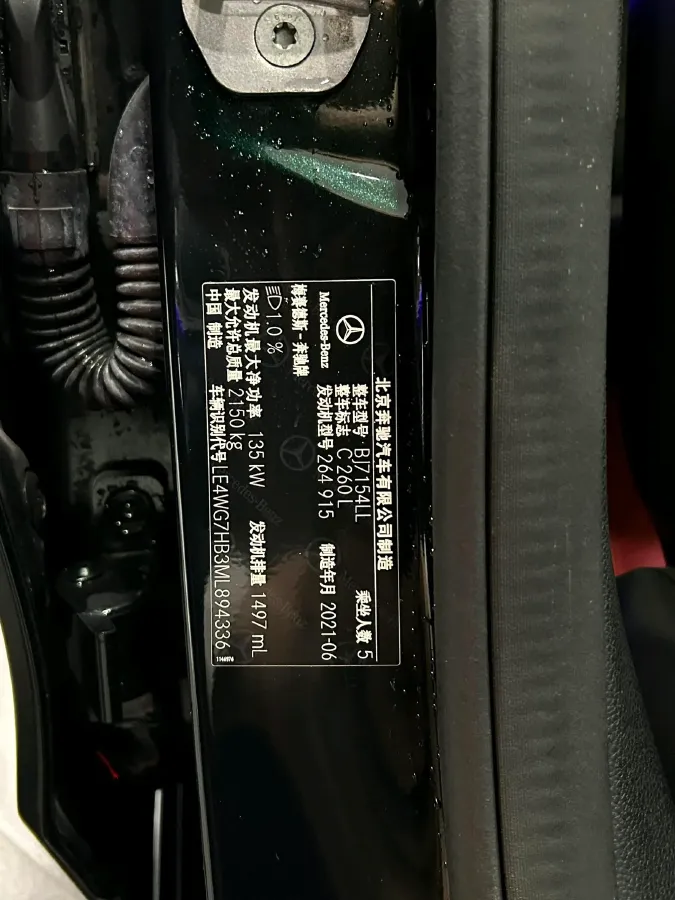 北京奔驰汽车有限公司制造
Mercedes-Benz
梅赛德斯-奔驰牌
整车型号 BJ7154LL 乘坐人数 5
整车标志 C 260 L
发动机型号 264 915 制造年月 2021-06
1.0 %
发动机最大净功率 135 kW 发动机排量 1497 mL
最大允许总质量 2150 kg
中国 制造 车辆识别代号 LE4WG7HB3ML894336